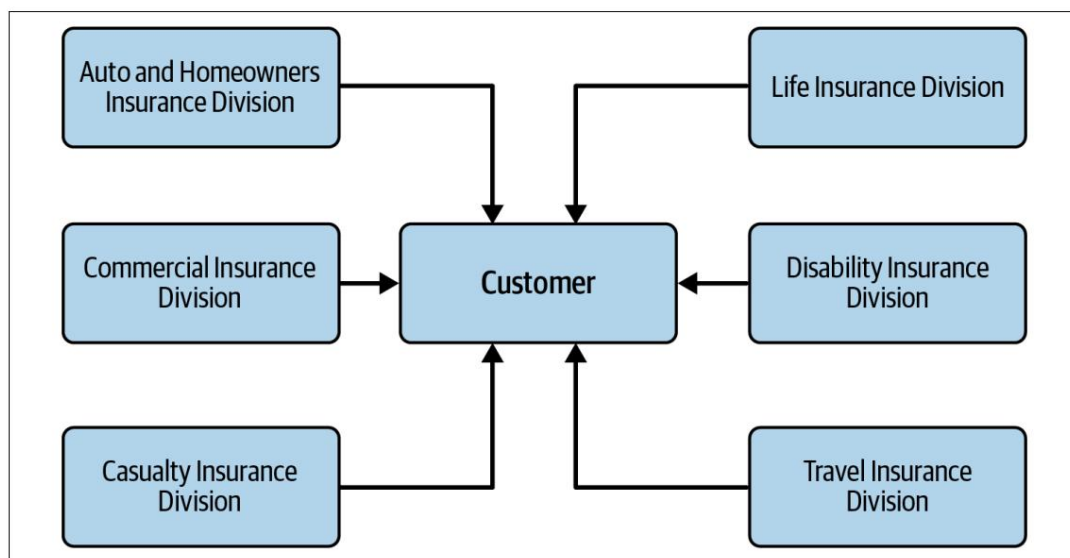 Auto and Homeowners
Insurance Division
Life Insurance Division
Commercial Insurance
Division
Customer
Disability Insurance
Division
Casualty Insurance
Division
Travel Insurance
Division